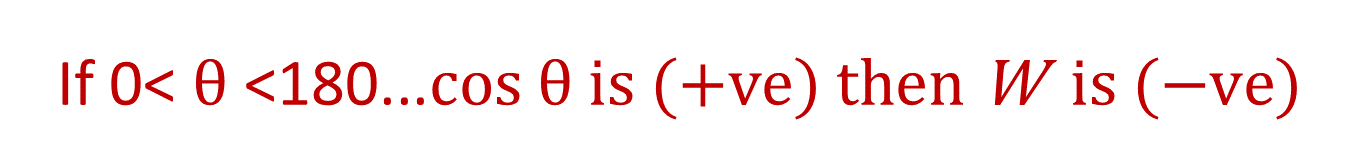 If 0< θ <180...cos θ is (+ve) then W is (−ve)